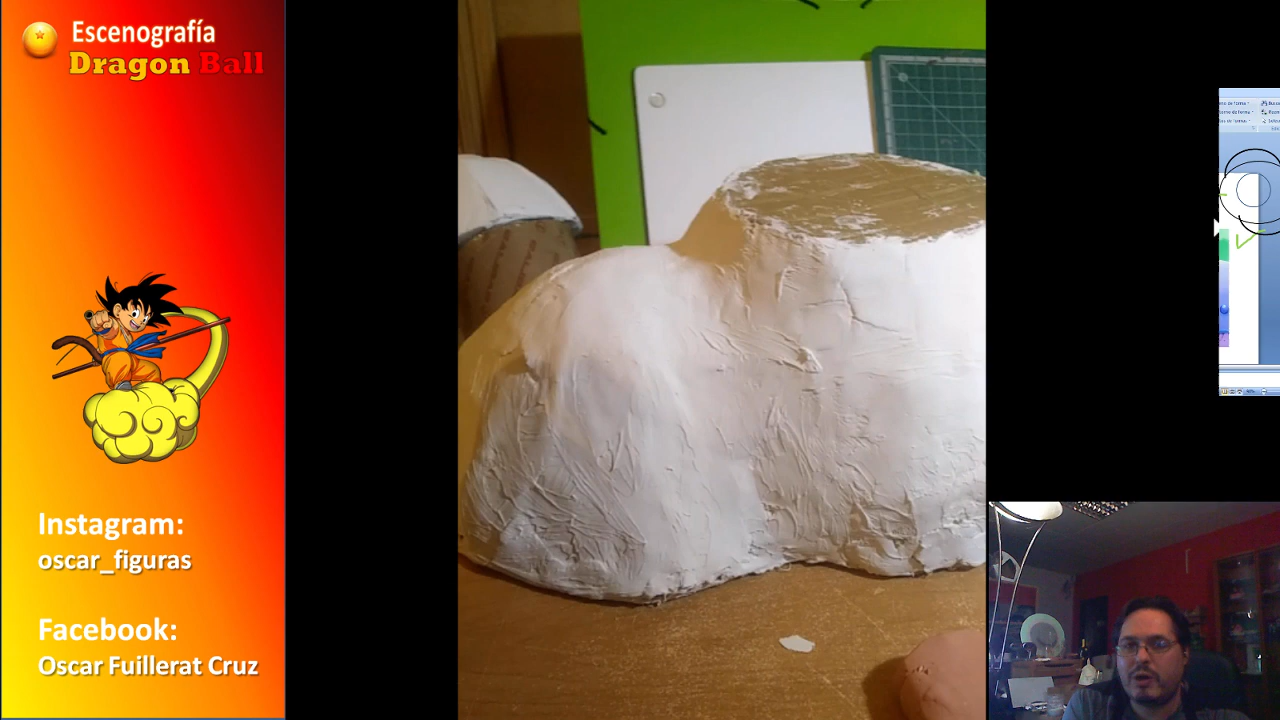 Escenografía
Dragon Ball
Instagram:
oscar_figuras
Facebook:
Oscar Fuillerat Cruz